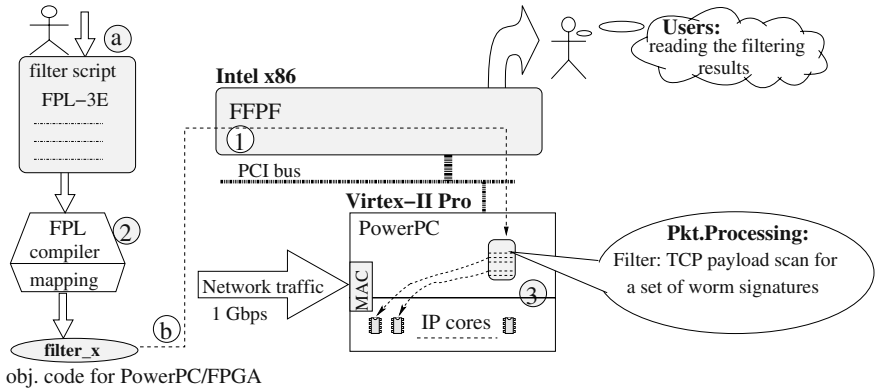 a
filter script
FPL−3E
FPL
compiler
2
mapping
b
filter_x
obj. code for PowerPC/FPGA
Intel x86
FFPF
1
PCI bus
Users:
reading the filtering
results
Virtex−II Pro
PowerPC
Network traffic
1 Gbps
MAC
3
IP cores
Pkt.Processing:
Filter: TCP payload scan for
a set of worm signatures